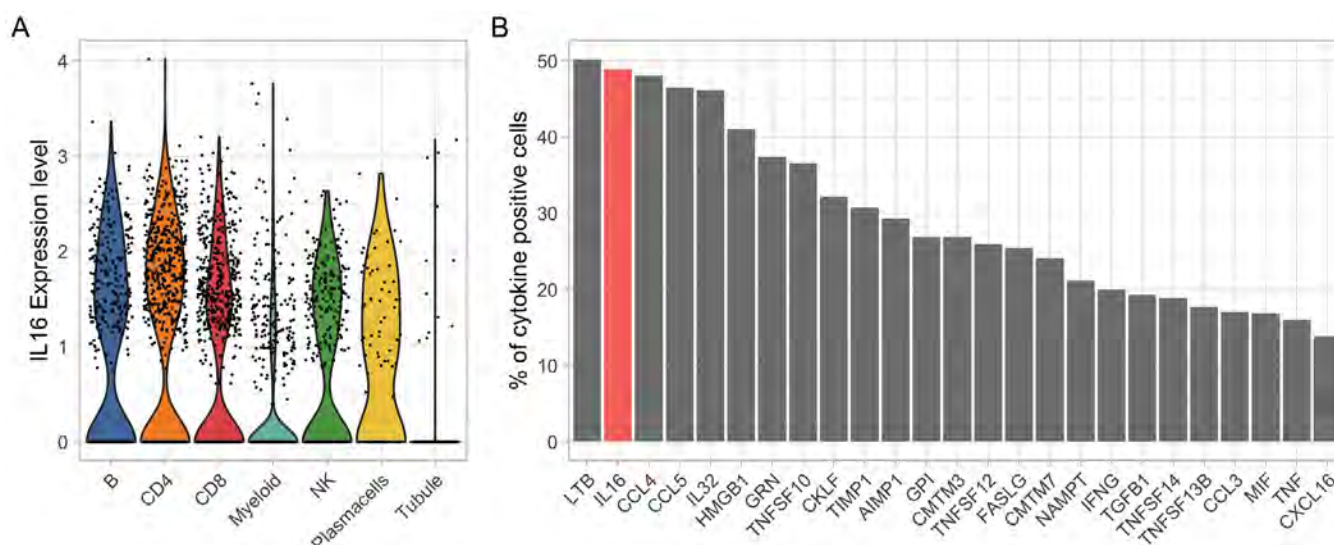 A
IL16 Expression level
4
3
2
1
0
B
CD4
CD8
Myeloid
NK
Plasmacells
Tubule
B
% of cytokine positive cells
50
40
30
20
10
0
LTB
IL16
CCL4
CCL5
IL32
HMGB1
GRN
TNFSF10
CKLF
TIMP1
AIMP1
GPI
CMTM3
TNFSF12
FASLG
CMTM7
NAMPT
IFNG
TGFB1
TNFSF14
TNFSF13B
CCL3
MIF
TNF
CXCL16